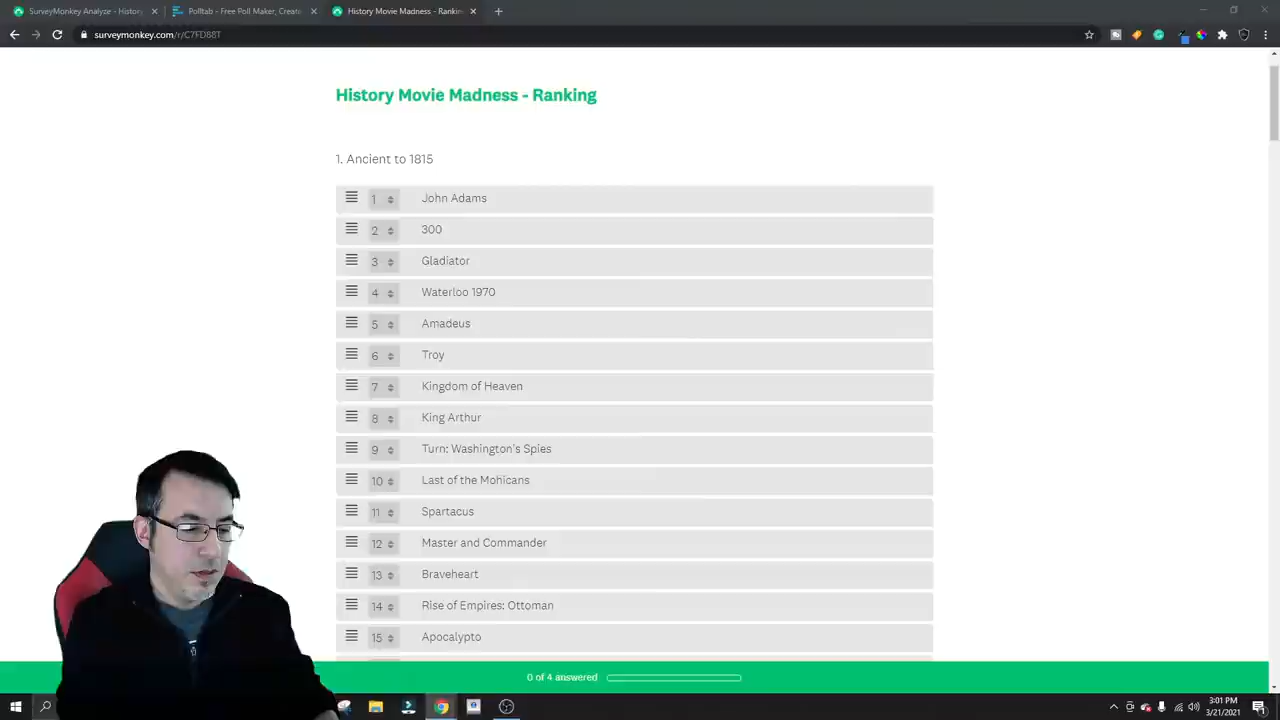 SurveyMonkey Analyze - History
Polltab - Free Poll Maker, Create
History Movie Madness - Rankin
surveymonkey.com/r/C7FD88T
History Movie Madness - Ranking
1. Ancient to 1815
1 John Adams
2 300
3 Gladiator
4 Waterloo 1970
5 Amadeus
6 Troy
7 Kingdom of Heaven
8 King Arthur
9 Turn: Washington's Spies
10 Last of the Mohicans
11 Spartacus
12 Master and Commander
13 Braveheart
14 Rise of Empires: Ottoman
15 Apocalypto
0 of 4 answered
3:01 PM
3/21/2021